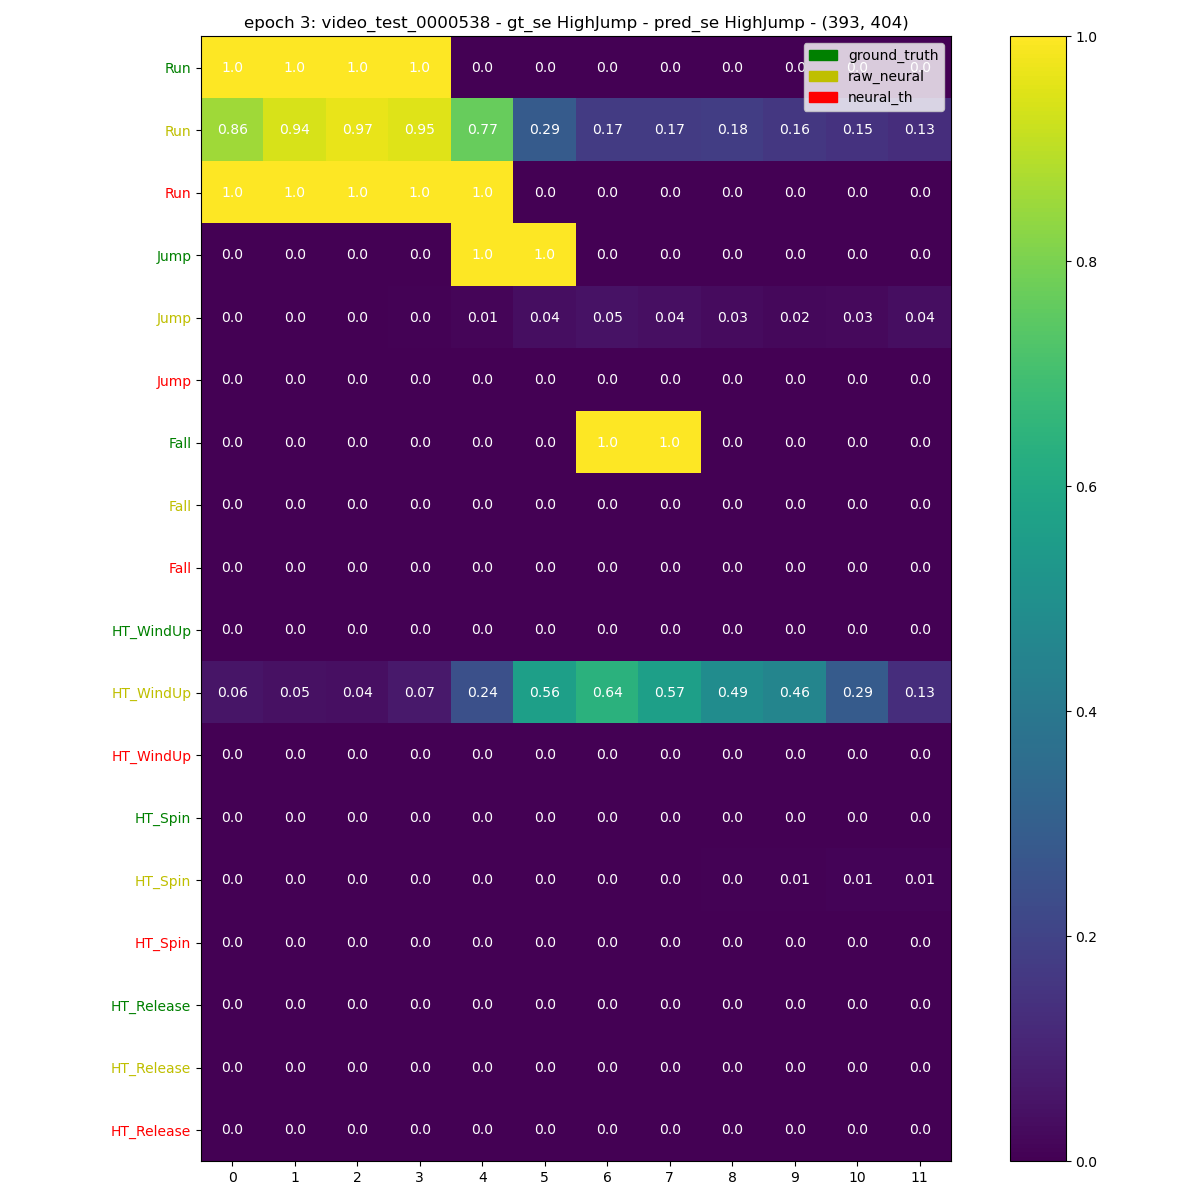 epoch 3: video_test_0000538 - gt_se HighJump - pred_se HighJump - (393, 404)
ground_truth
raw_neural
neural_th
Run 1.0 1.0 1.0 1.0 0.0 0.0 0.0 0.0 0.0 0.0 0.0 0.0
Run 0.86 0.94 0.97 0.95 0.77 0.29 0.17 0.17 0.18 0.16 0.15 0.13
Run 1.0 1.0 1.0 1.0 1.0 0.0 0.0 0.0 0.0 0.0 0.0 0.0
Jump 0.0 0.0 0.0 0.0 1.0 1.0 0.0 0.0 0.0 0.0 0.0 0.0
Jump 0.0 0.0 0.0 0.0 0.01 0.04 0.05 0.04 0.03 0.02 0.03 0.04
Jump 0.0 0.0 0.0 0.0 0.0 0.0 0.0 0.0 0.0 0.0 0.0 0.0
Fall 0.0 0.0 0.0 0.0 0.0 0.0 1.0 1.0 0.0 0.0 0.0 0.0
Fall 0.0 0.0 0.0 0.0 0.0 0.0 0.0 0.0 0.0 0.0 0.0 0.0
Fall 0.0 0.0 0.0 0.0 0.0 0.0 0.0 0.0 0.0 0.0 0.0 0.0
HT_WindUp 0.0 0.0 0.0 0.0 0.0 0.0 0.0 0.0 0.0 0.0 0.0 0.0
HT_WindUp 0.06 0.05 0.04 0.07 0.24 0.56 0.64 0.57 0.49 0.46 0.29 0.13
HT_WindUp 0.0 0.0 0.0 0.0 0.0 0.0 0.0 0.0 0.0 0.0 0.0 0.0
HT_Spin 0.0 0.0 0.0 0.0 0.0 0.0 0.0 0.0 0.0 0.0 0.0 0.0
HT_Spin 0.0 0.0 0.0 0.0 0.0 0.0 0.0 0.0 0.0 0.01 0.01 0.01
HT_Spin 0.0 0.0 0.0 0.0 0.0 0.0 0.0 0.0 0.0 0.0 0.0 0.0
HT_Release 0.0 0.0 0.0 0.0 0.0 0.0 0.0 0.0 0.0 0.0 0.0 0.0
HT_Release 0.0 0.0 0.0 0.0 0.0 0.0 0.0 0.0 0.0 0.0 0.0 0.0
HT_Release 0.0 0.0 0.0 0.0 0.0 0.0 0.0 0.0 0.0 0.0 0.0 0.0
0 1 2 3 4 5 6 7 8 9 10 11
1.0
0.8
0.6
0.4
0.2
0.0